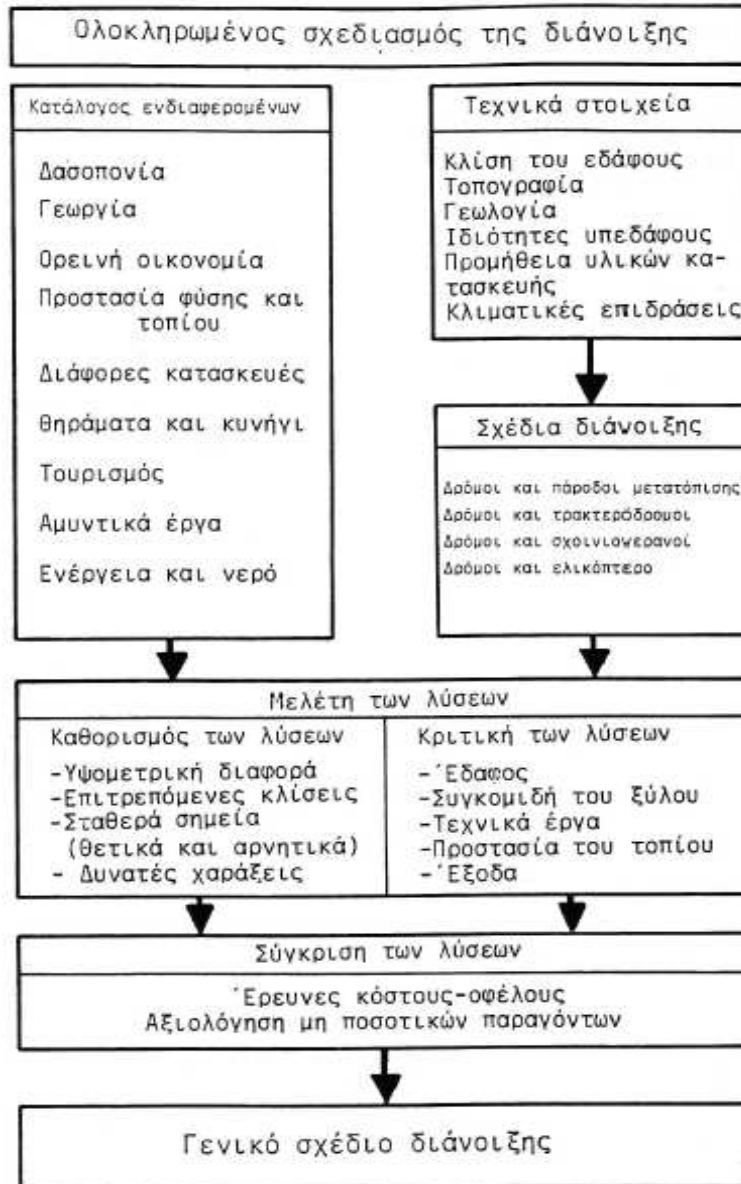 Ολοκληρωμένος σχεδιασμός της διάνοιξης
Κατάλογος ενδιαφερομένων
Δασοπονία
Γεωργία
Ορεινή οικονομία
Προστασία φύσης και
τοπίου
Διάφορες κατασκευές
θηράματα και κυνήγι
Τουρισμός
Αμυντικά έργα
Ενέργεια και νερό
Τεχνικά στοιχεία
Κλίση του εδάφους
Τοπογραφία
Γεωλογία
Ιδιότητες υπεδάφους
Προμήθεια υλικών κα-
τασκευής
Κλιματικές επιδράσεις
Σχέδια διάνοιξης
Δρόμοι και πάροδοι μετατόπισης
Δρόμοι και τρακτερόδρομοι
Δρόμοι και σχοινιογερανοί
Δρόμοι και ελικόπτερο
Μελέτη των λύσεων
Καθορισμός των λύσεων
-Υψομετρική διαφορά
-Επιτρεπόμενες κλίσεις
-Σταθερά σημεία
(θετικά και αρνητικά)
- Δυνατές χαράξεις
Κριτική των λύσεων
-Έδαφος
-Συγκομιδή του ξύλου
-Τεχνικά έργα
-Προστασία του τοπίου
-Έξοδα
Σύγκριση των λύσεων
Έρευνες κόστους-οφέλους
Αξιολόγηση μη ποσοτικών παραγόντων
Γενικό σχέδιο διάνοιξης